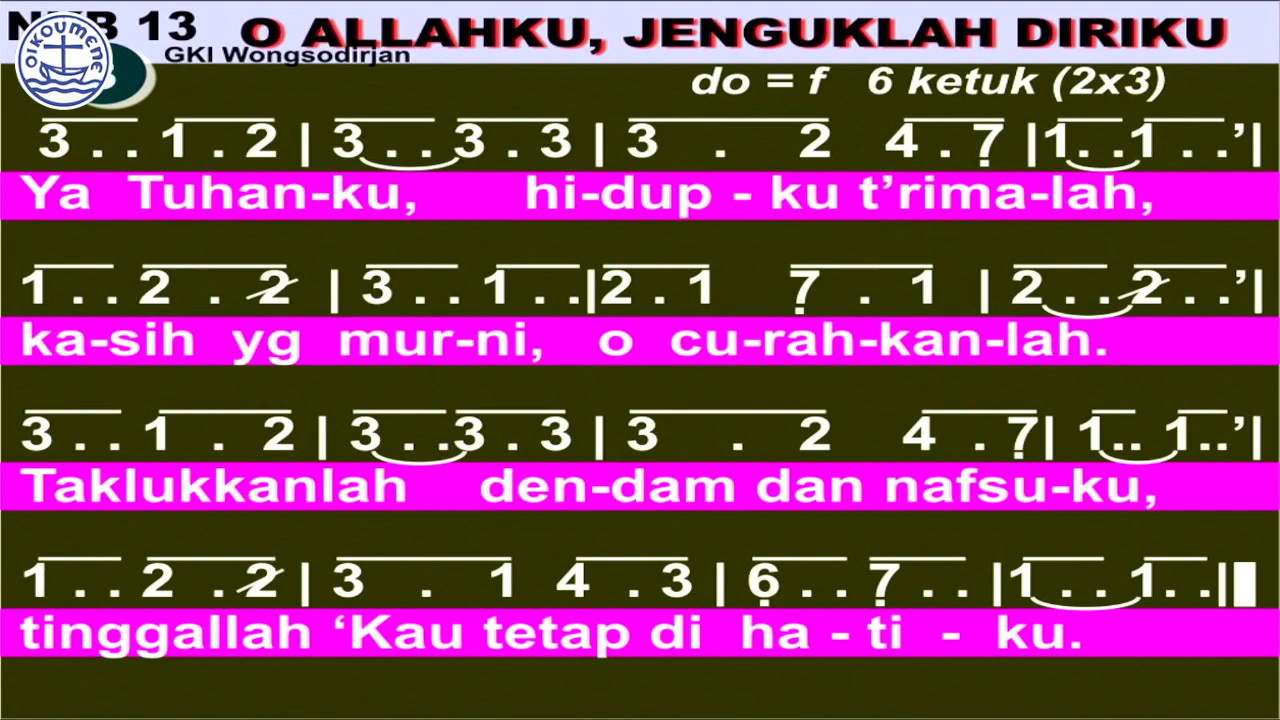 NKB 13 O ALLAHKU, JENGUKLAH DIRIKU
OIKOUMENE
GKI Wongsodirjan
do = f 6 ketuk (2x3)
3 . . 1 . 2 | 3 . . 3 . 3 | 3 . 2 4 . 7̣ | 1 . . 1 . . ’ |
Ya Tuhan-ku, hi-dup - ku t’rima-lah,
1 . . 2 . 2̸ | 3 . . 1 . . | 2 . 1 7̣ . 1 | 2 . . 2̸ . . ’ |
ka-sih yg mur-ni, o cu-rah-kan-lah.
3 . . 1 . 2 | 3 . . 3 . 3 | 3 . 2 4 . 7̣ | 1 . . 1 . . ’ |
Taklukkanlah den-dam dan nafsu-ku,
1 . . 2 . 2̸ | 3 . 1 4 . 3 | 6̣ . . 7̣ . . | 1 . . 1 . . |
tinggallah ‘Kau tetap di ha - ti - ku.